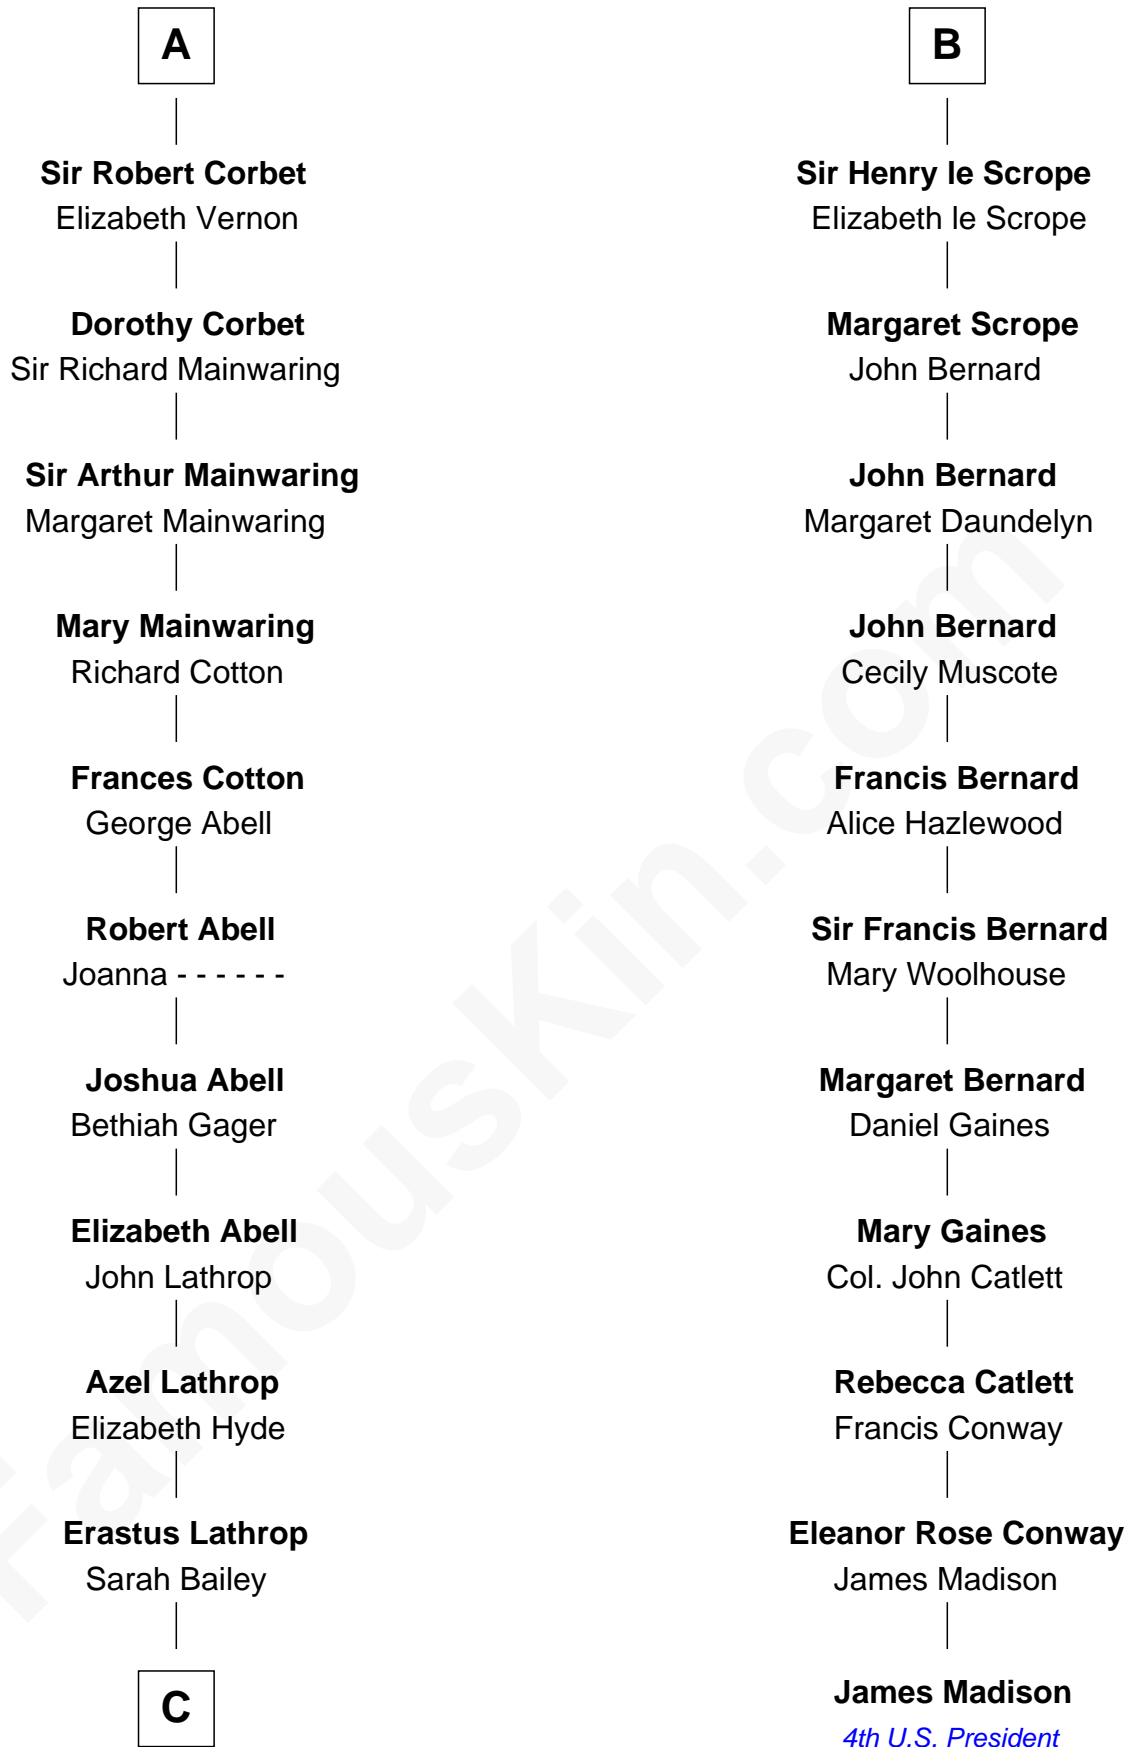 A
Sir Robert Corbet
Elizabeth Vernon
Dorothy Corbet
Sir Richard Mainwaring
Sir Arthur Mainwaring
Margaret Mainwaring
Mary Mainwaring
Richard Cotton
Frances Cotton
George Abell
Robert Abell
Joanna - - - - - -
Joshua Abell
Bethiah Gager
Elizabeth Abell
John Lathrop
Azel Lathrop
Elizabeth Hyde
Erastus Lathrop
Sarah Bailey
C
B
Sir Henry le Scrope
Elizabeth le Scrope
Margaret Scrope
John Bernard
John Bernard
Margaret Daundelyn
John Bernard
Cecily Muscote
Francis Bernard
Alice Hazlewood
Sir Francis Bernard
Mary Woolhouse
Margaret Bernard
Daniel Gaines
Mary Gaines
Col. John Catlett
Rebecca Catlett
Francis Conway
Eleanor Rose Conway
James Madison
James Madison
4th U.S. President
FamousKin.com